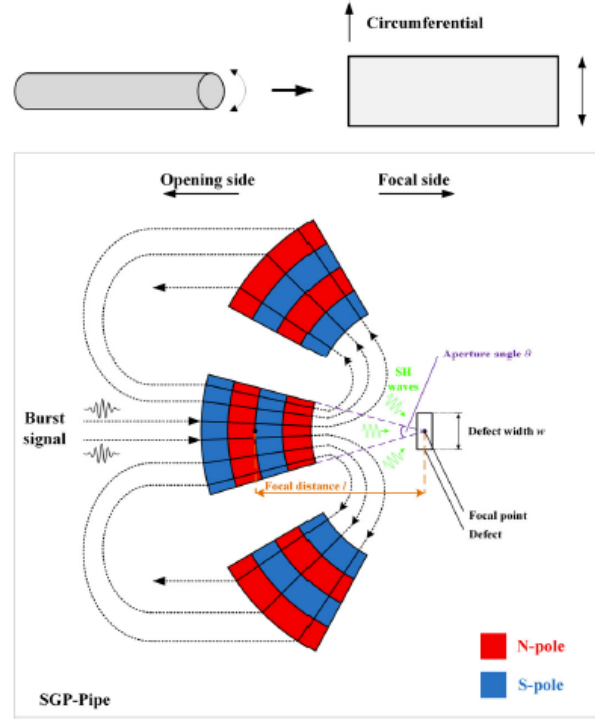 Circumferential
Opening side
Focal side
Aperture angle θ
SH
waves
Burst
signal
Defect width w
Focal distance l
Focal point
Defect
N-pole
S-pole
SGP-Pipe